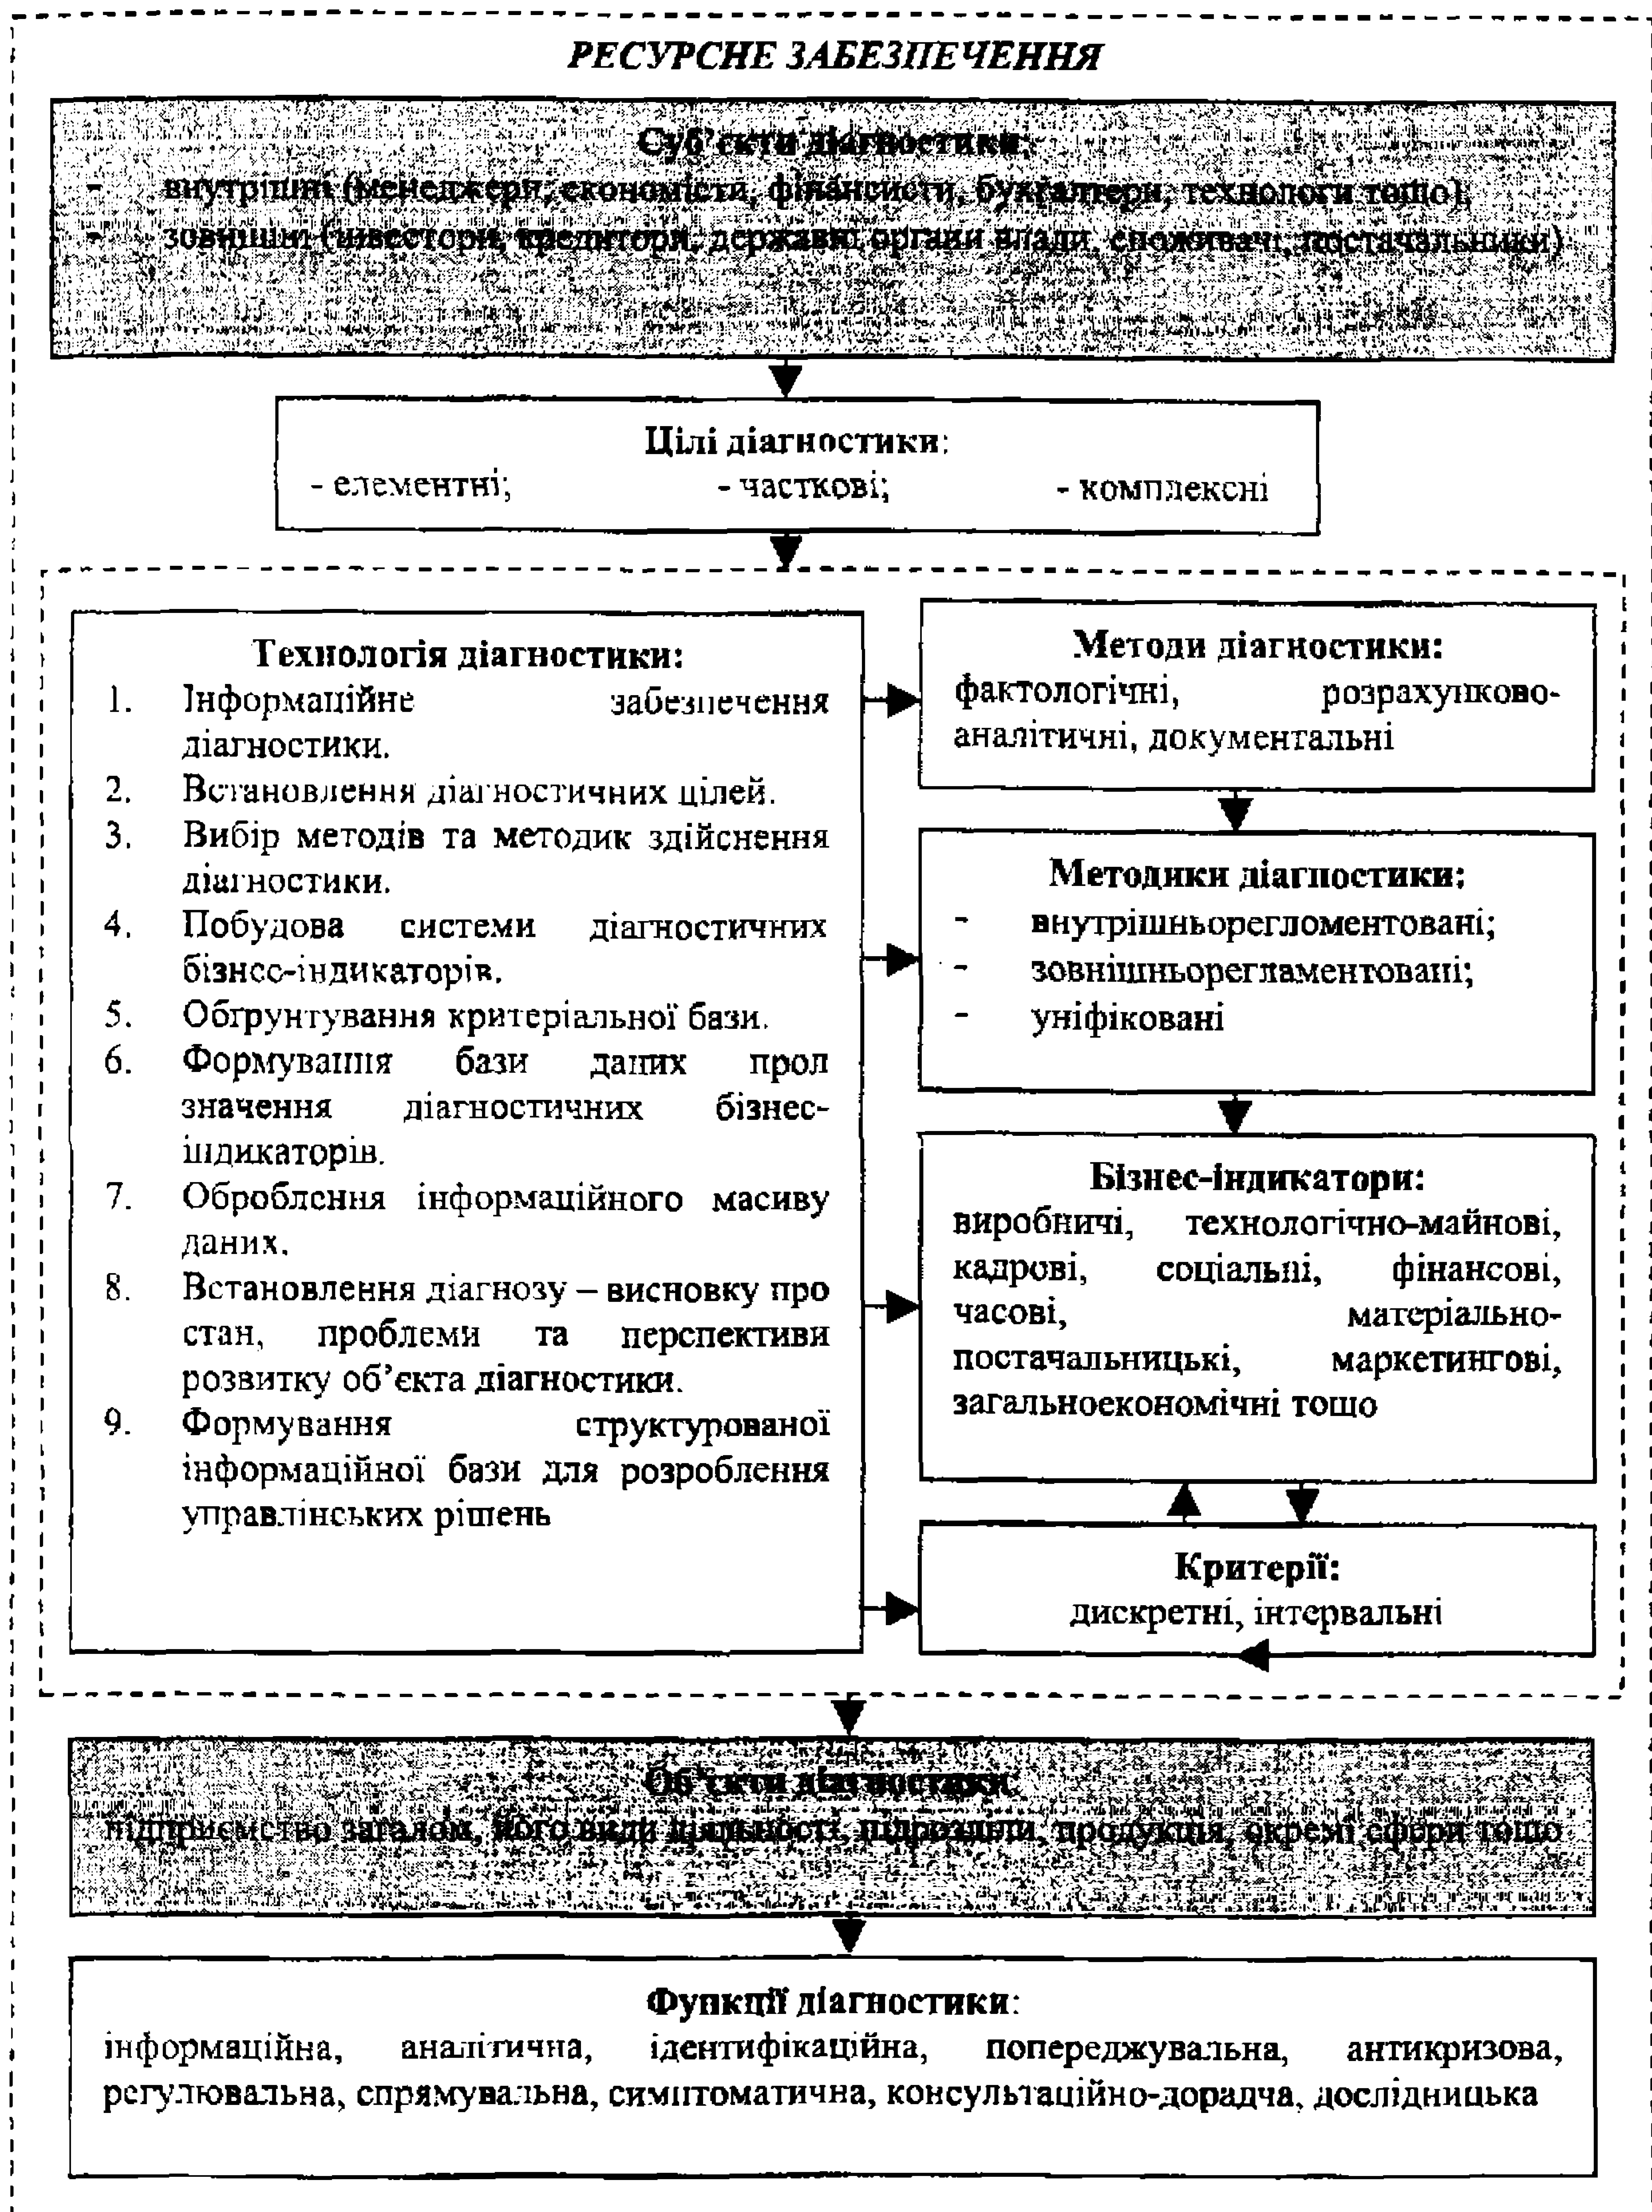 РЕСУРСНЕ ЗАБЕЗПЕЧЕННЯ
Суб'єкти діагностики:
- внутрішні (менеджери, економісти, фінансисти, бухгалтери, технологи тощо),
- зовнішні (інвестори, кредитори, державні органи влади, споживачі, постачальники)
Цілі діагностики:
- елементні; - часткові; - комплексні
Технологія діагностики:
1. Інформаційне забезпечення
діагностики.
2. Встановлення діагностичних цілей.
3. Вибір методів та методик здійснення
діагностики.
4. Побудова системи діагностичних
бізнес-індикаторів.
5. Обґрунтування критеріальної бази.
6. Формування бази даних прол
значення діагностичних бізнес-
індикаторів.
7. Оброблення інформаційного масиву
даних.
8. Встановлення діагнозу – висновку про
стан, проблеми та перспективи
розвитку об'єкта діагностики.
9. Формування структурованої
інформаційної бази для розроблення
управлінських рішень
Методи діагностики:
фактологічні, розрахунково-
аналітичні, документальні
Методики діагностики:
- внутрішньорегломентовані;
- зовнішньорегламентовані;
- уніфіковані
Бізнес-індикатори:
виробничі, технологічно-майнові,
кадрові, соціальні, фінансові,
часові, матеріально-
постачальницькі, маркетингові,
загальноекономічні тощо
Критерії:
дискретні, інтервальні
Об'єкти діагностики:
підприємство загалом, його види діяльності, підрозділи, продукція, окремі сфери тощо
Функції діагностики:
інформаційна, аналітична, ідентифікаційна, попереджувальна, антикризова,
регулювальна, спрямувальна, симптоматична, консультаційно-дорадча, дослідницька